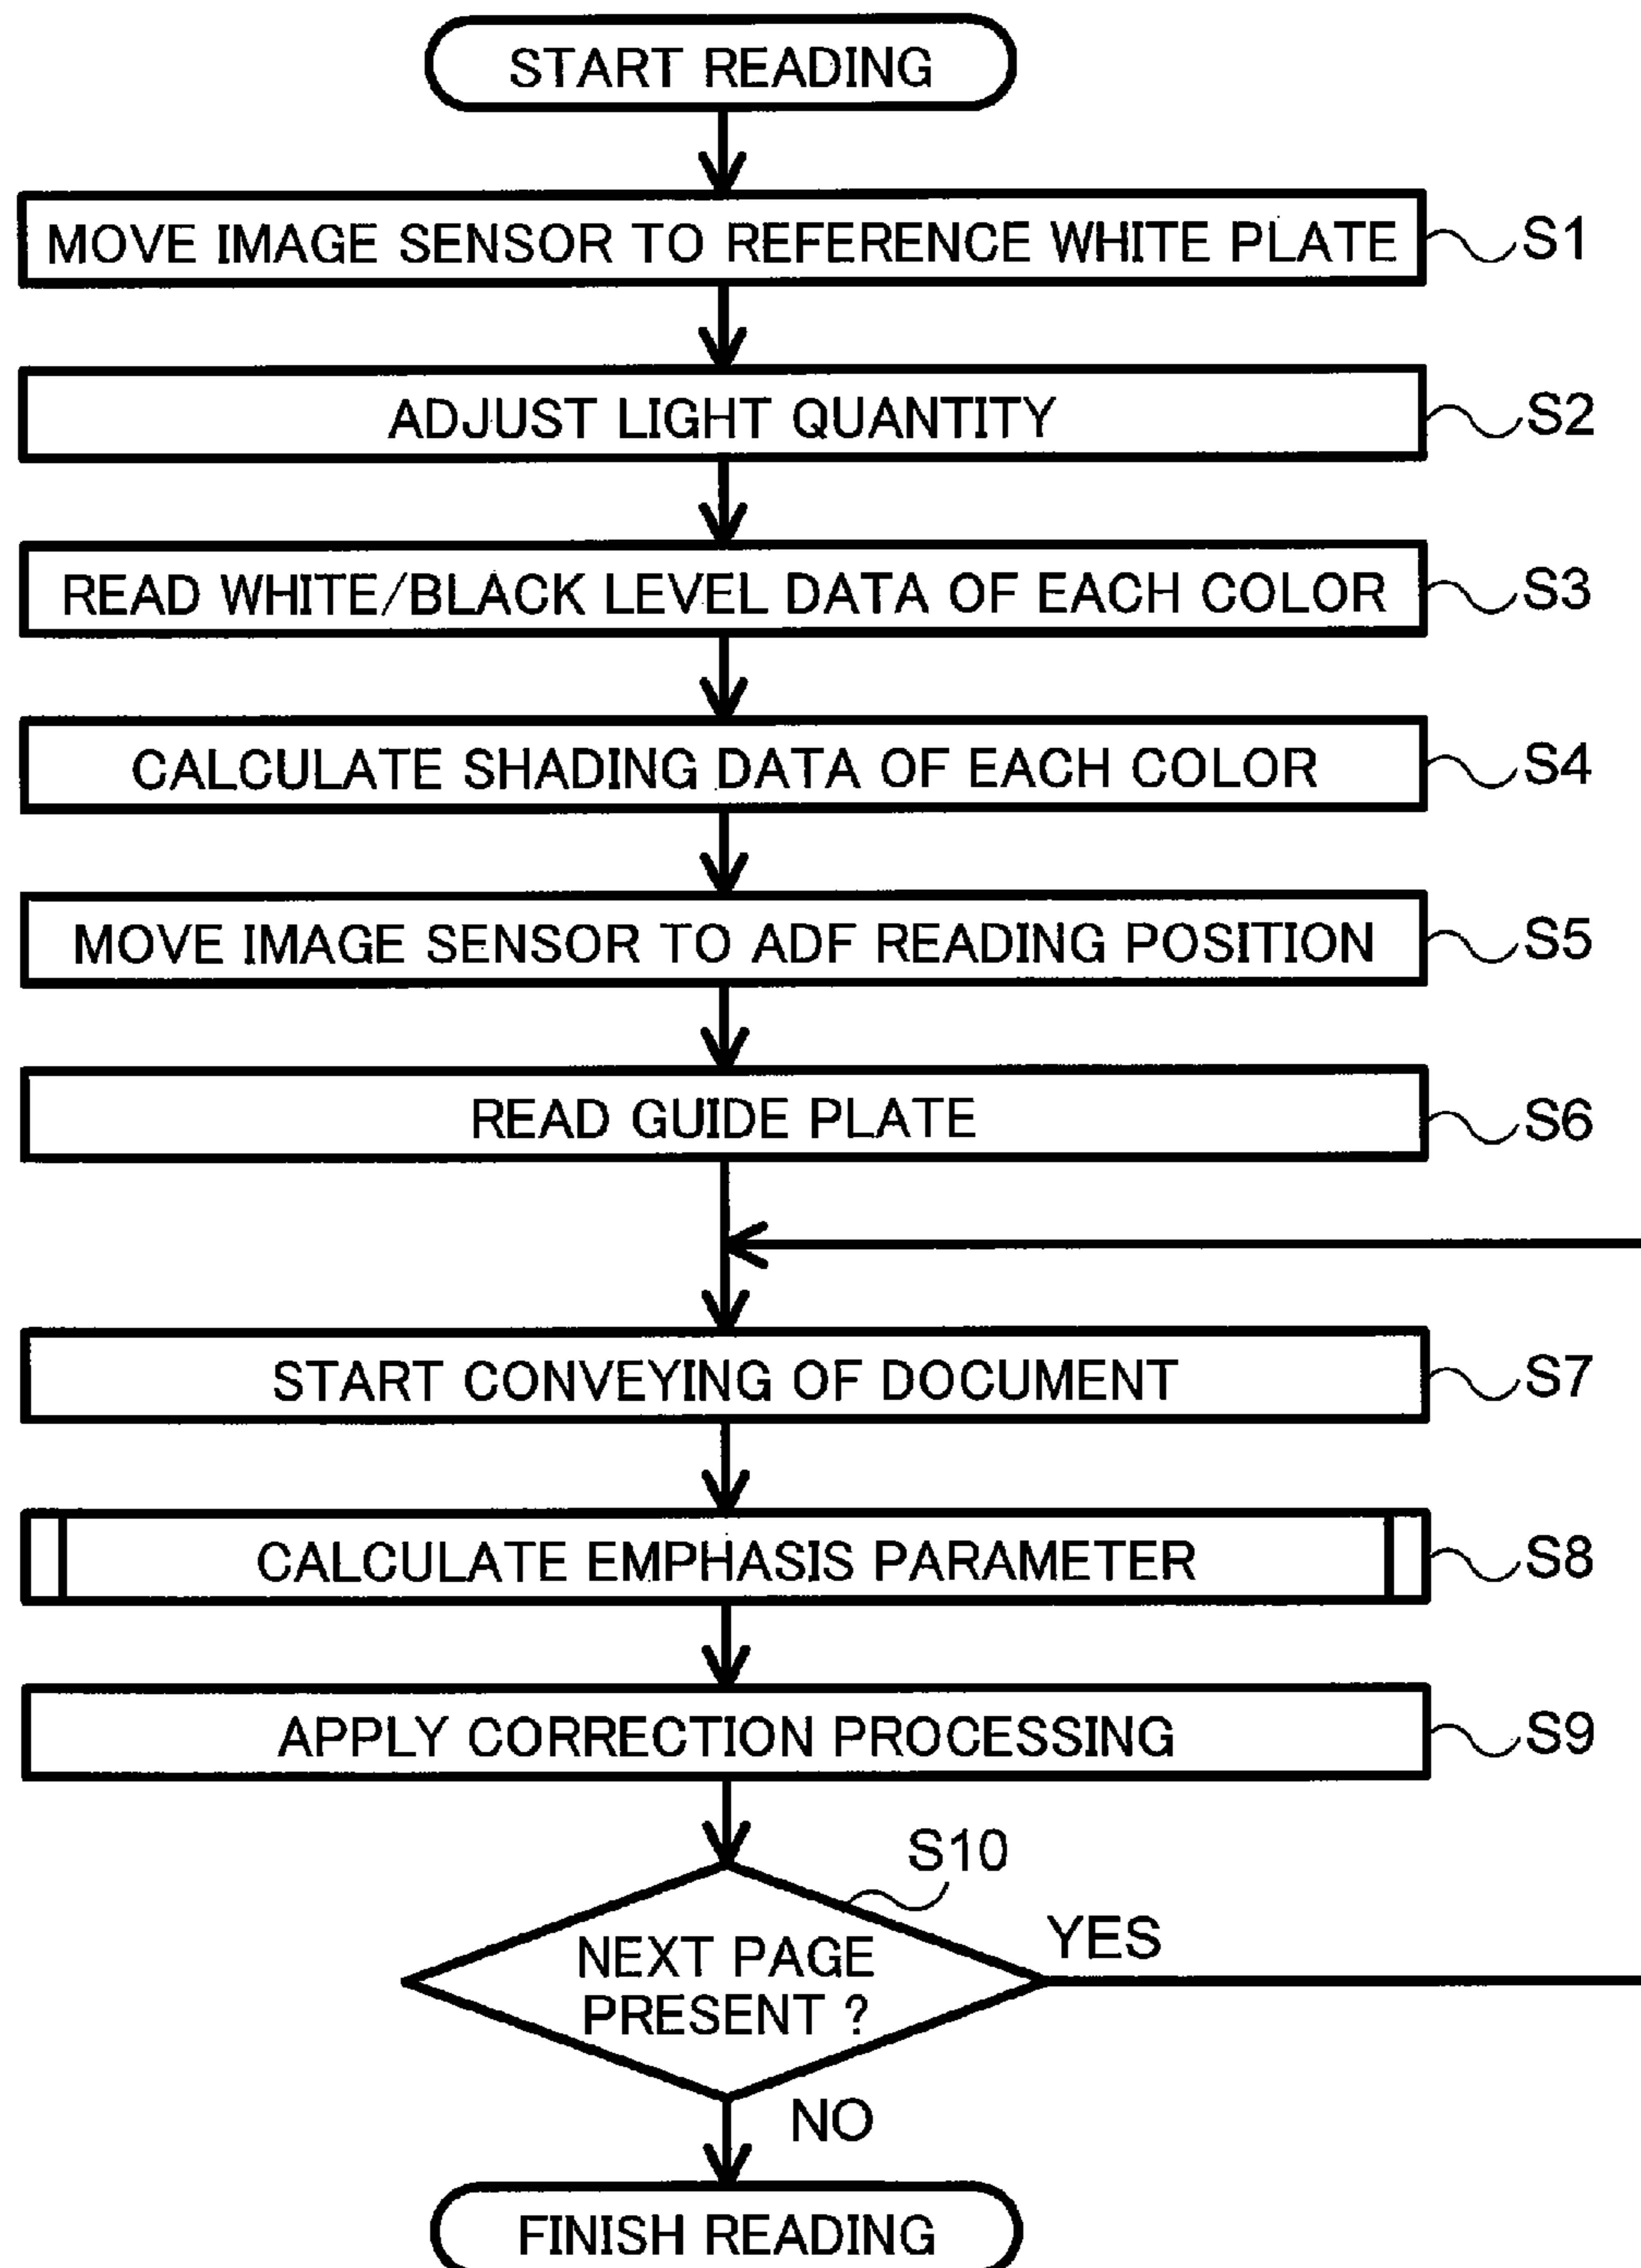 START READING
MOVE IMAGE SENSOR TO REFERENCE WHITE PLATE
S1
ADJUST LIGHT QUANTITY
S2
READ WHITE/BLACK LEVEL DATA OF EACH COLOR
S3
CALCULATE SHADING DATA OF EACH COLOR
S4
MOVE IMAGE SENSOR TO ADF READING POSITION
S5
READ GUIDE PLATE
S6
START CONVEYING OF DOCUMENT
S7
CALCULATE EMPHASIS PARAMETER
S8
APPLY CORRECTION PROCESSING
S9
S10
NEXT PAGE
PRESENT ?
YES
NO
FINISH READING